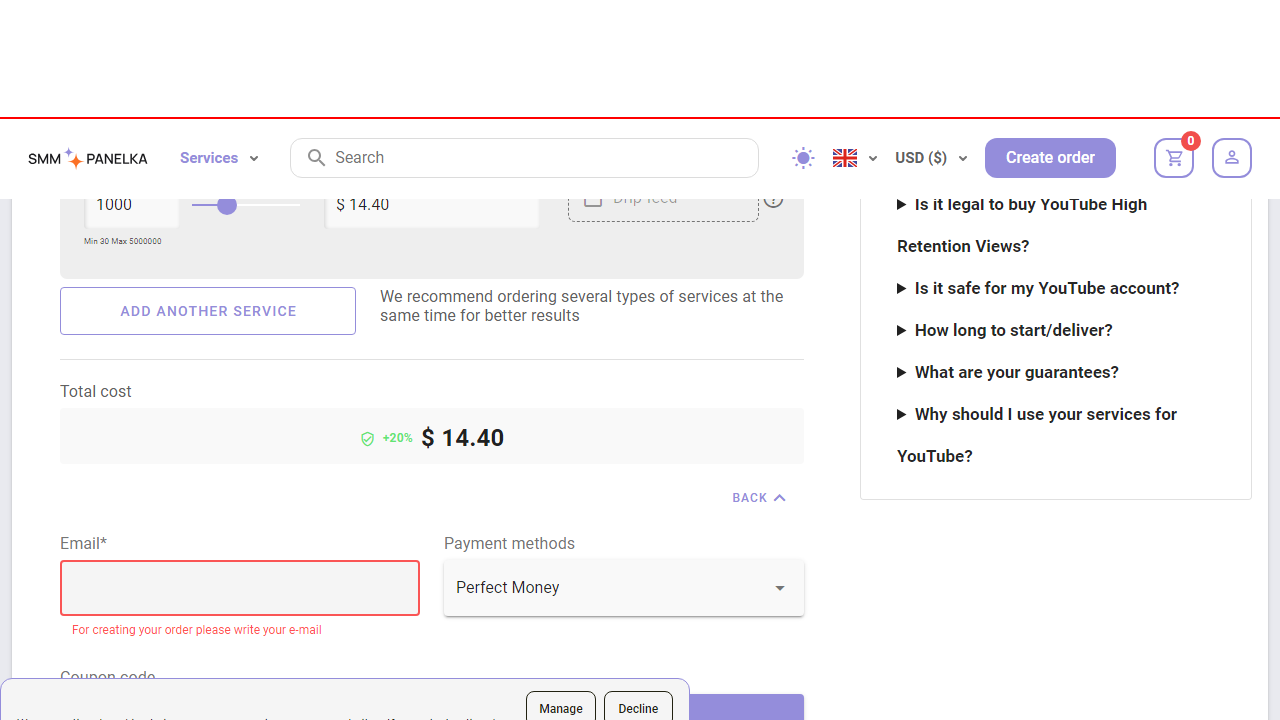 SMM PANELKA
Services
Search
USD ($)
Create order
0
1000
$ 14.40
Drip feed
Min 30 Max 5000000
ADD ANOTHER SERVICE
We recommend ordering several types of services at the
same time for better results
Total cost
+20% $ 14.40
BACK
Email*
Payment methods
Perfect Money
For creating your order please write your e-mail
Coupon code
Manage
Decline
Is it legal to buy YouTube High
Retention Views?
Is it safe for my YouTube account?
How long to start/deliver?
What are your guarantees?
Why should I use your services for
YouTube?